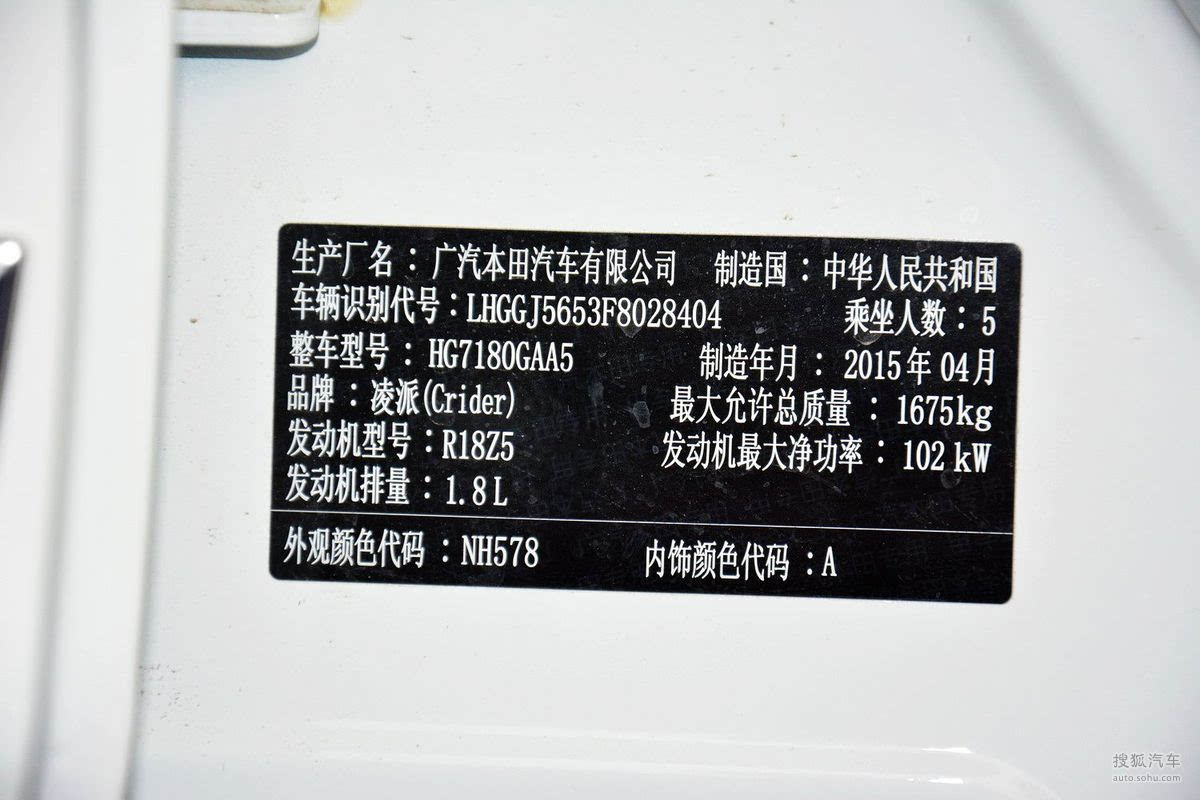 生产厂名：广汽本田汽车有限公司 制造国：中华人民共和国
车辆识别代号：LHGGJ5653F8028404 乘坐人数：5
整车型号：HG7180GAA5 制造年月：2015年04月
品牌：凌派(Crider) 最大允许总质量：1675kg
发动机型号：R18Z5 发动机最大净功率：102kW
发动机排量：1.8L
外观颜色代码：NH578 内饰颜色代码：A
搜狐汽车
auto.sohu.com